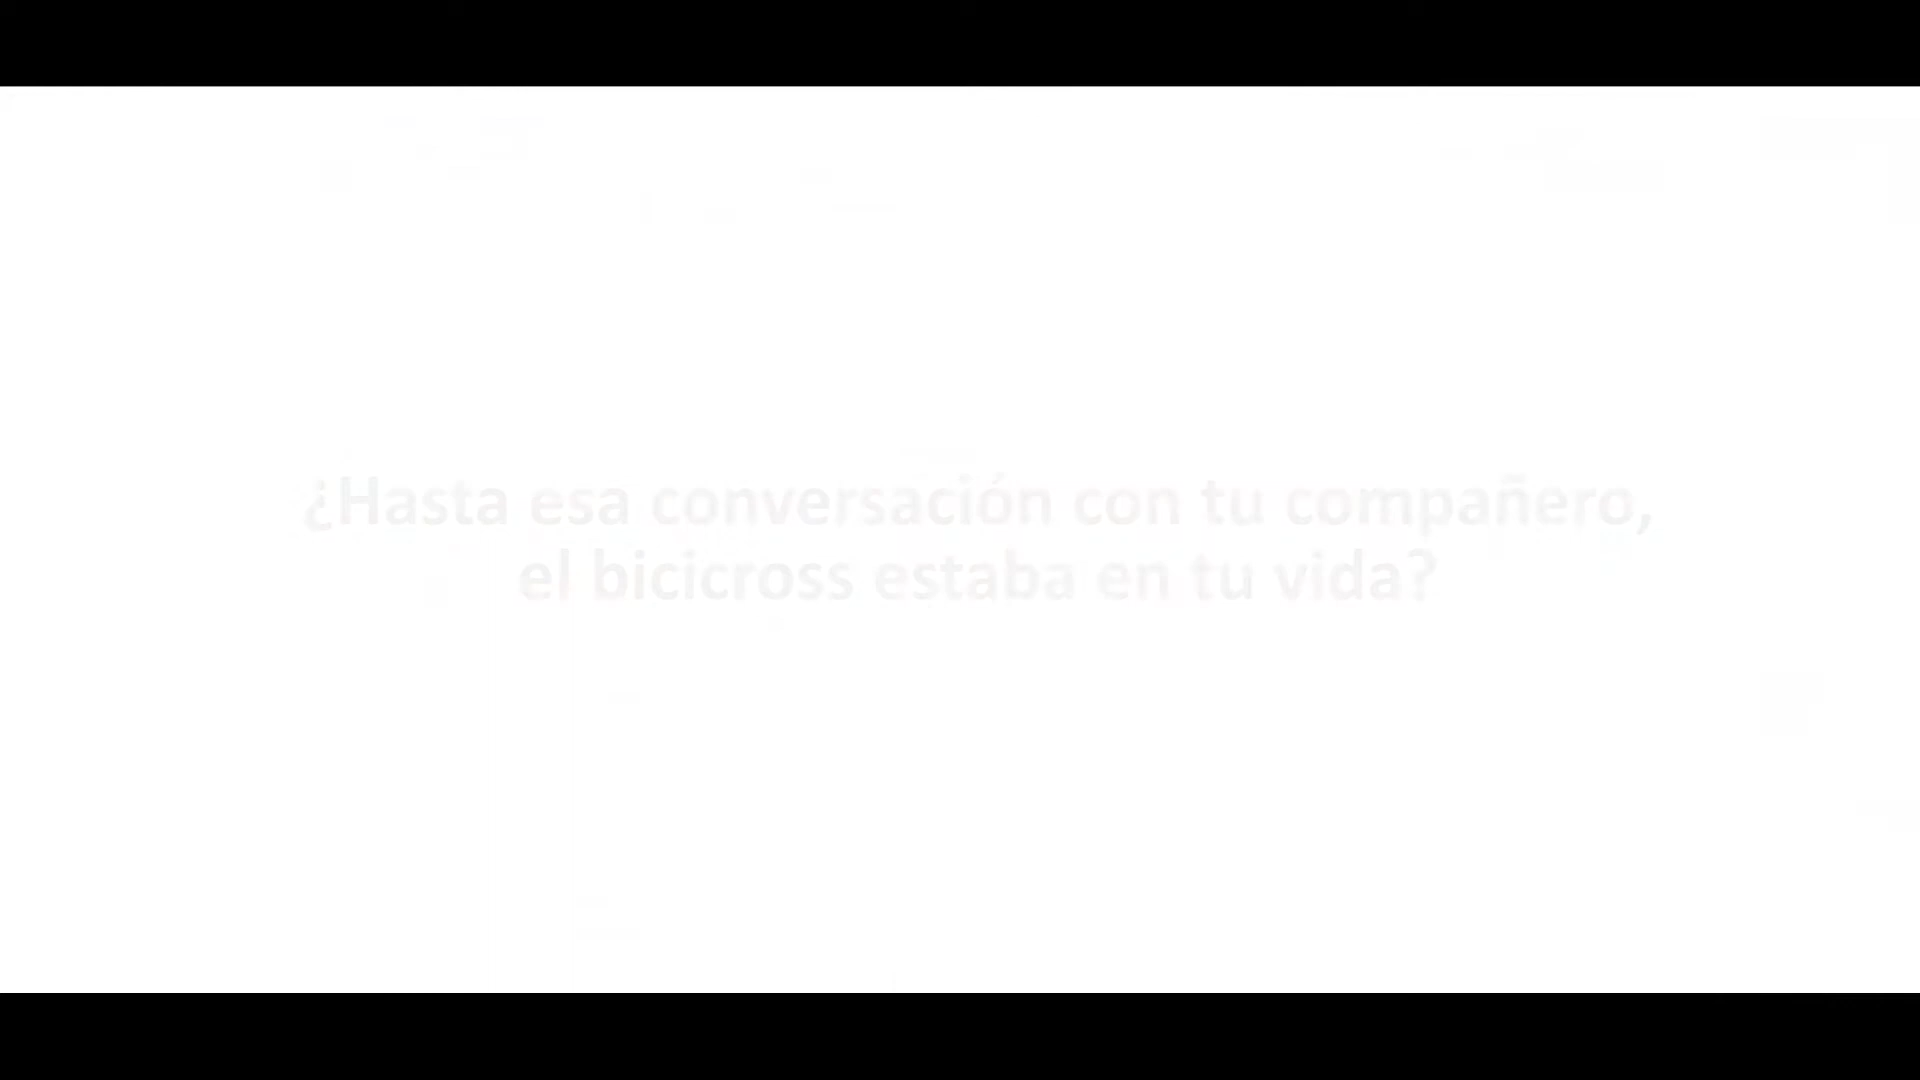 ¿Hasta esa conversación con tu compañero,
el bicicross estaba en tu vida?